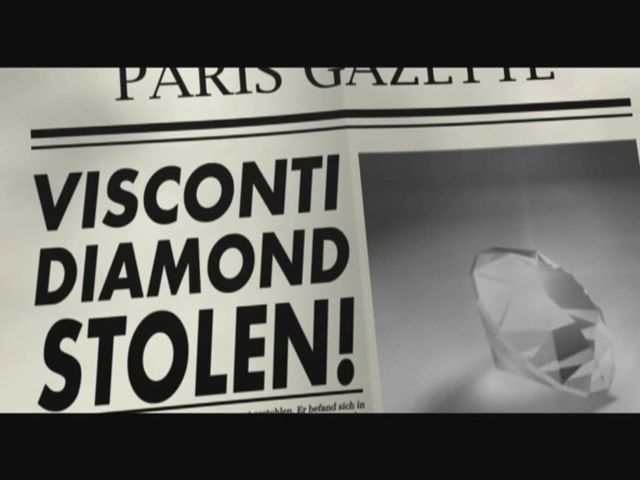 PARIS GAZETTE
VISCONTI
DIAMOND
STOLEN!
Er befand sich in